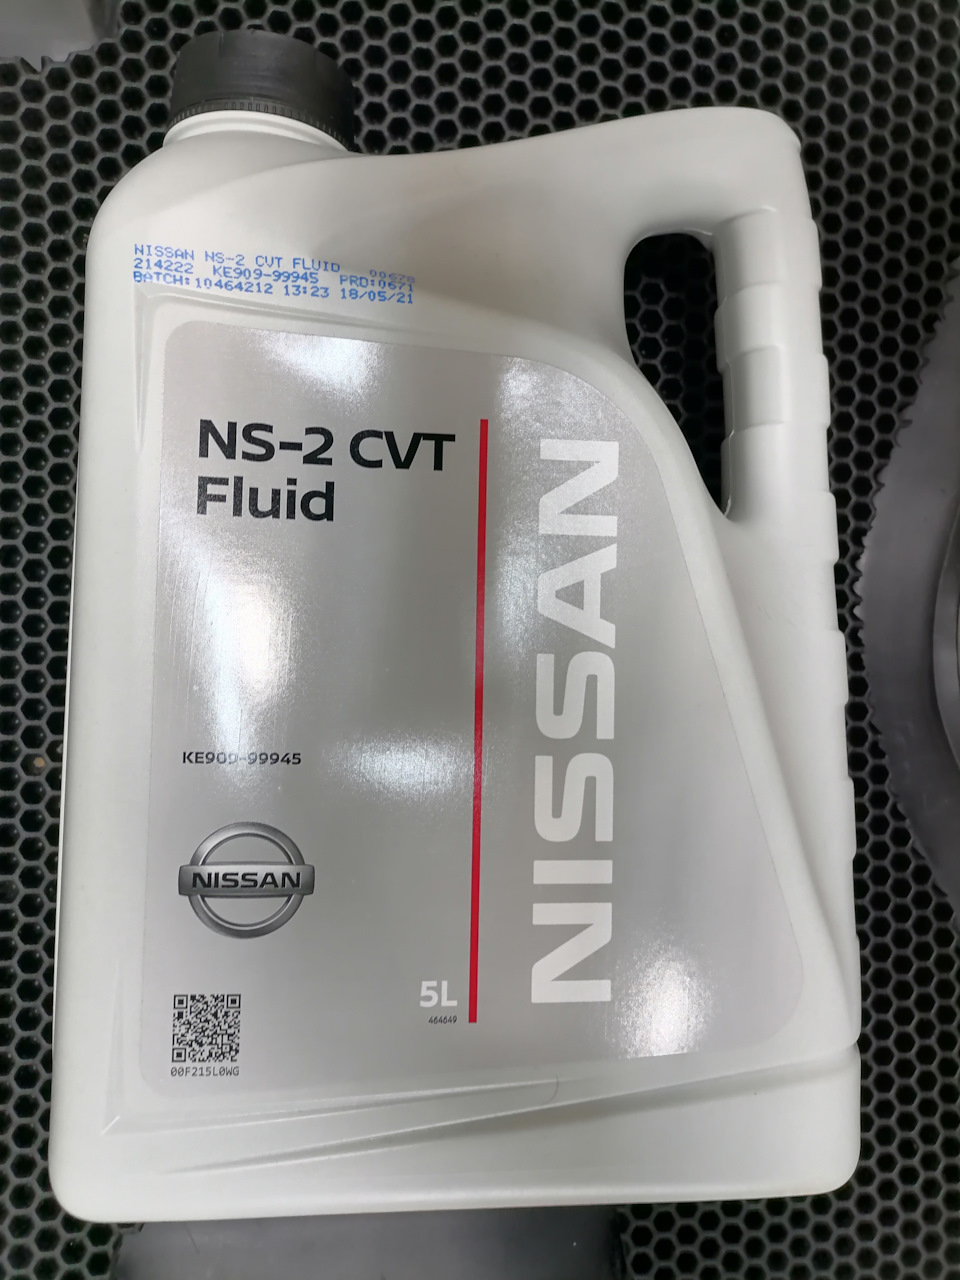 NISSAN NS-2 CVT FLUID 00678
214222 KE909-99945 PRD:0671
BATCH:10464212 13:23 18/05/21
NS-2 CVT
Fluid
NISSAN
KE909-99945
NISSAN
5L
464649
00F215L0WG